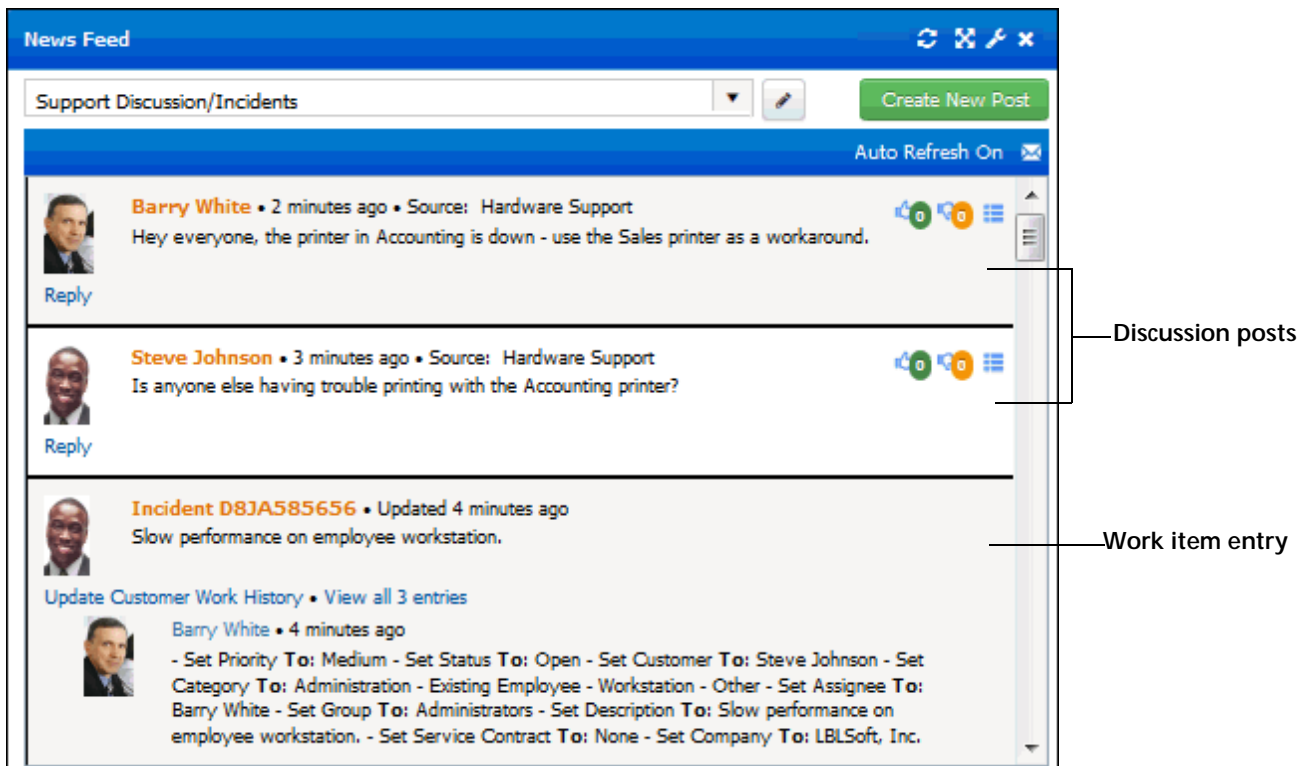 News Feed
Support Discussion/Incidents
Create New Post
Auto Refresh On
Barry White • 2 minutes ago • Source: Hardware Support
0 0
Hey everyone, the printer in Accounting is down - use the Sales printer as a workaround.
Reply
Discussion posts
Steve Johnson • 3 minutes ago • Source: Hardware Support
0 0
Is anyone else having trouble printing with the Accounting printer?
Reply
Incident D8JA585656 • Updated 4 minutes ago
Slow performance on employee workstation.
Work item entry
Update Customer Work History • View all 3 entries
Barry White • 4 minutes ago
- Set Priority To: Medium - Set Status To: Open - Set Customer To: Steve Johnson - Set
Category To: Administration - Existing Employee - Workstation - Other - Set Assignee To:
Barry White - Set Group To: Administrators - Set Description To: Slow performance on
employee workstation. - Set Service Contract To: None - Set Company To: LBLSoft, Inc.